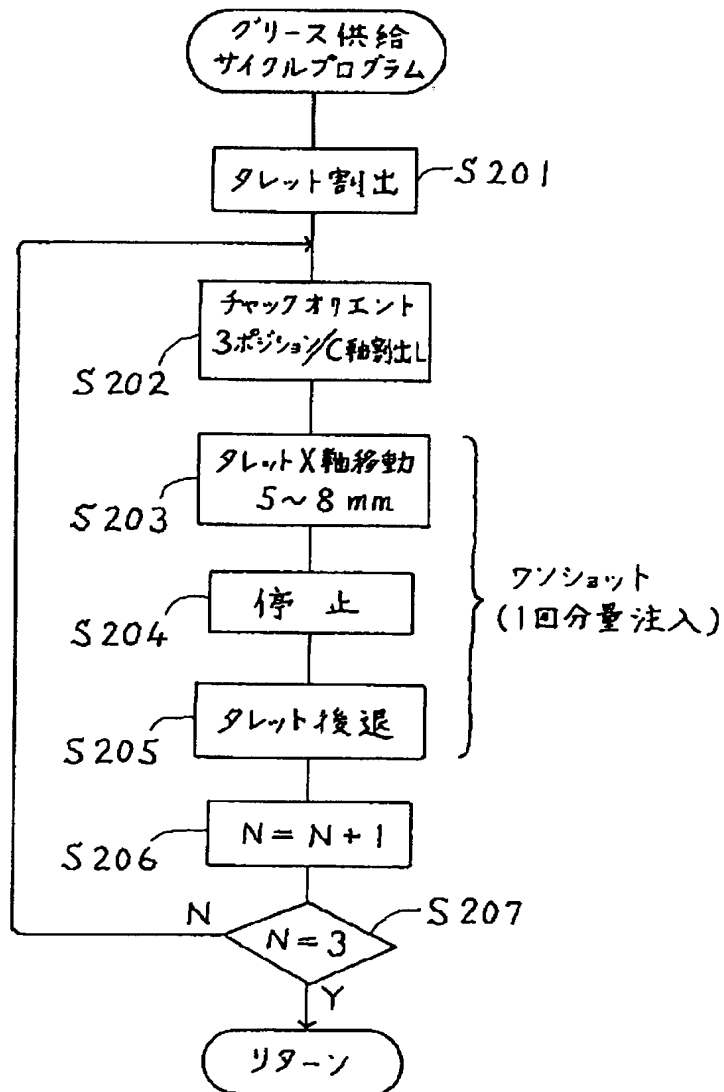 グリース供給
サイクルプログラム
タレット割出
S201
チャックオリエント
3ポジション/C軸割出し
S202
タレットX軸移動
5~8mm
S203
停止
S204
ワンショット
(1回分量注入)
タレット後退
S205
N=N+1
S206
N
N=3
S207
Y
リターン